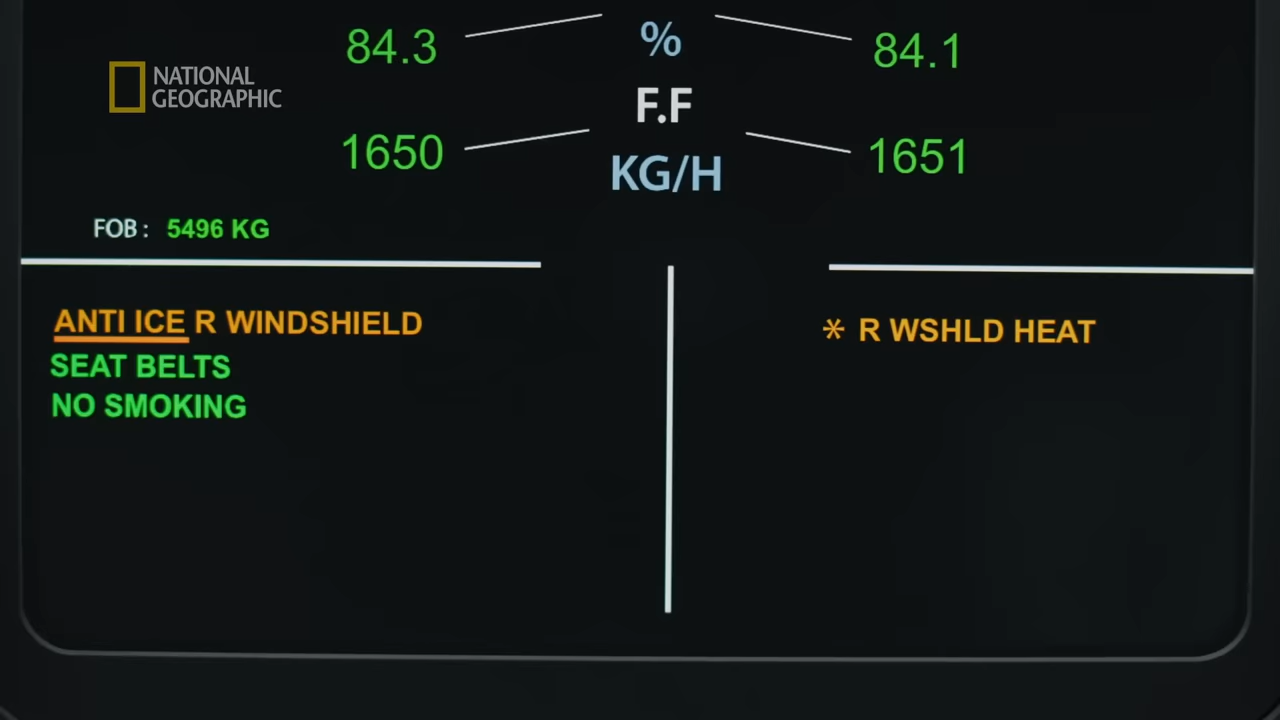 84.3 % 84.1
NATIONAL
GEOGRAPHIC
F.F
1650 KG/H 1651
FOB : 5496 KG
ANTI ICE R WINDSHIELD
SEAT BELTS
NO SMOKING
* R WSHLD HEAT